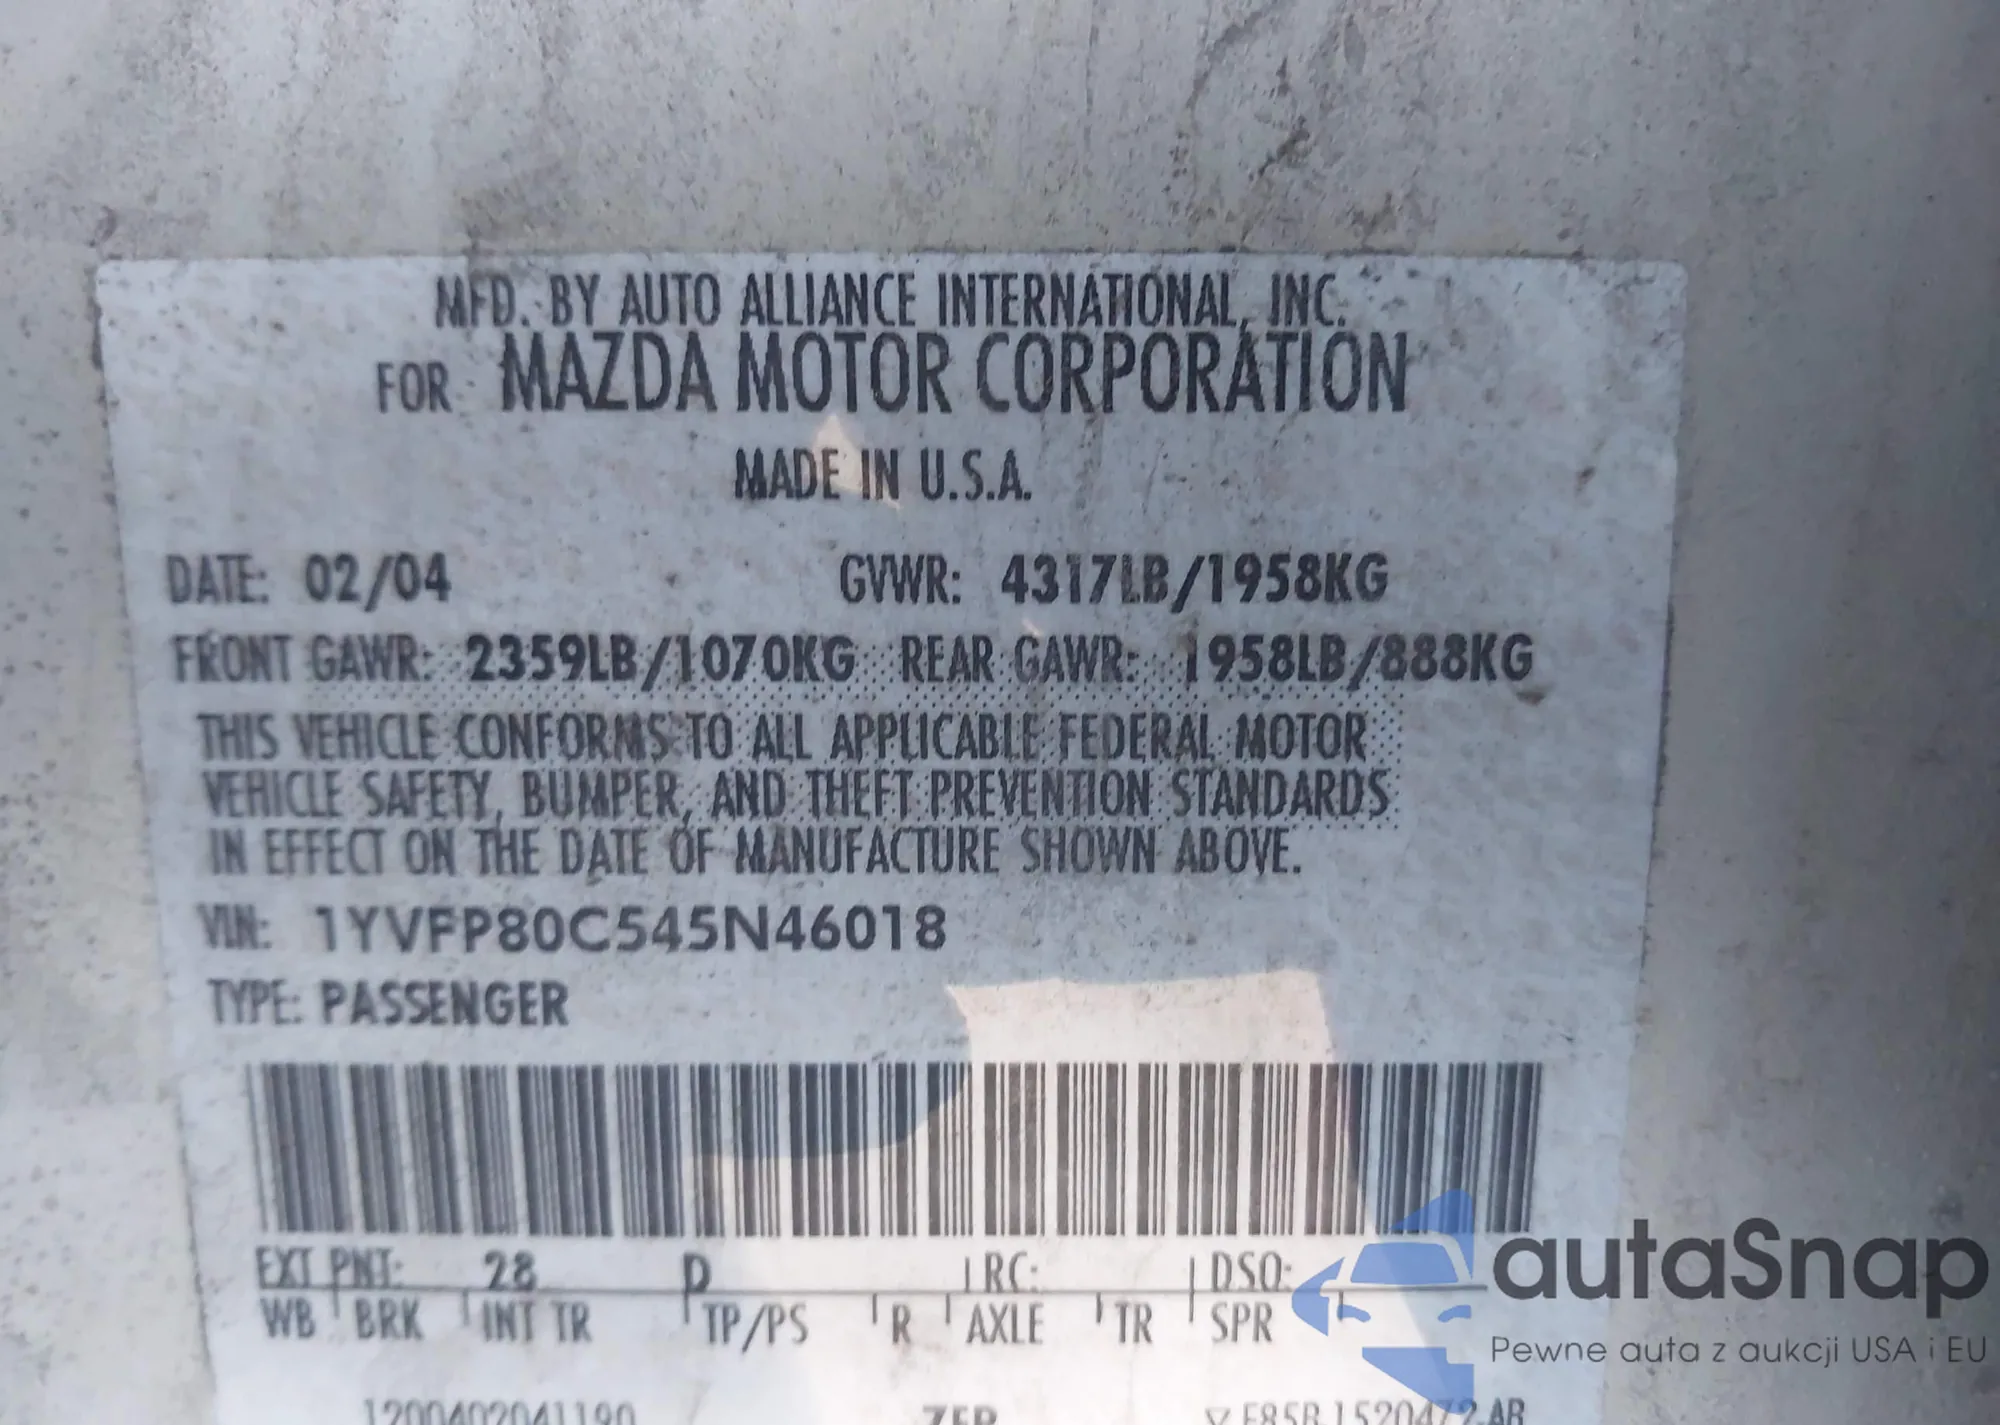 MFD. BY AUTO ALLIANCE INTERNATIONAL, INC.
FOR MAZDA MOTOR CORPORATION
MADE IN U.S.A.
DATE: 02/04 GVWR: 4317LB/1958KG
FRONT GAWR: 2359LB/1070KG REAR GAWR: 1958LB/888KG
THIS VEHICLE CONFORMS TO ALL APPLICABLE FEDERAL MOTOR
VEHICLE SAFETY, BUMPER, AND THEFT PREVENTION STANDARDS
IN EFFECT ON THE DATE OF MANUFACTURE SHOWN ABOVE.
VIN: 1YVFP80C545N46018
TYPE: PASSENGER
EXT PNT: 28 D RC: DSO:
WB BRK INT TR TP/PS R AXLE TR SPR
1200402041190
autaSnap
Pewne auta z aukcji USA i EU